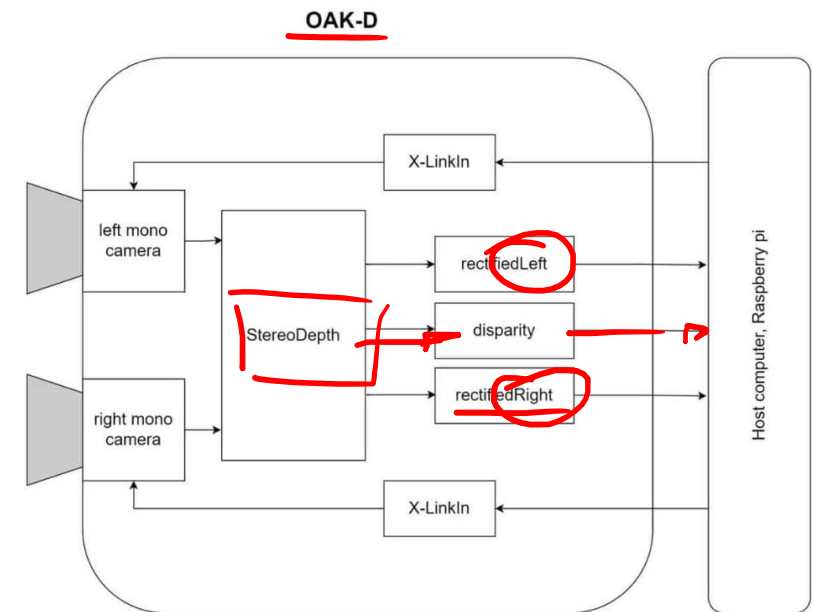 OAK-D
X-LinkIn
left mono
camera
rectifiedLeft
StereoDepth
disparity
right mono
camera
rectifiedRight
X-LinkIn
Host computer, Raspberry pi